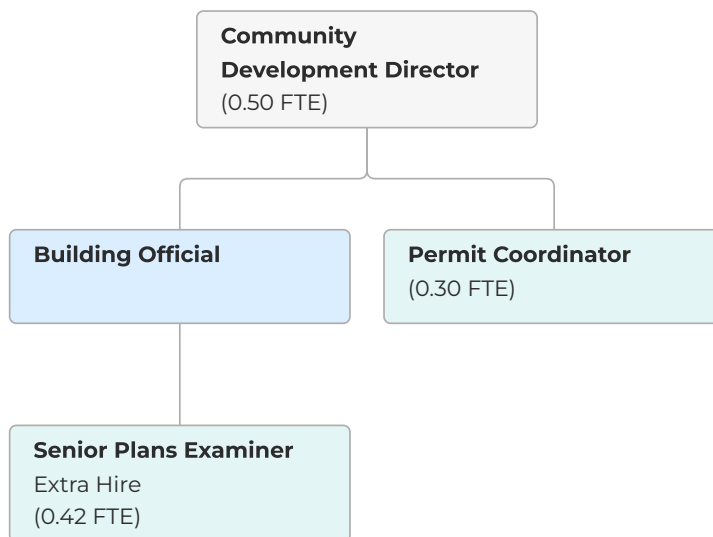 Community
Development Director
(0.50 FTE)
Building Official
Permit Coordinator
(0.30 FTE)
Senior Plans Examiner
Extra Hire
(0.42 FTE)